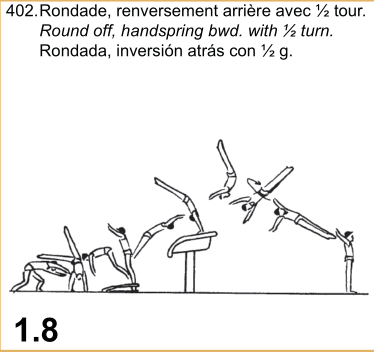 402.Rondade, renversement arrière avec ½ tour.
Round off, handspring bwd. with ½ turn.
Rondada, inversión atrás con ½ g.
1.8